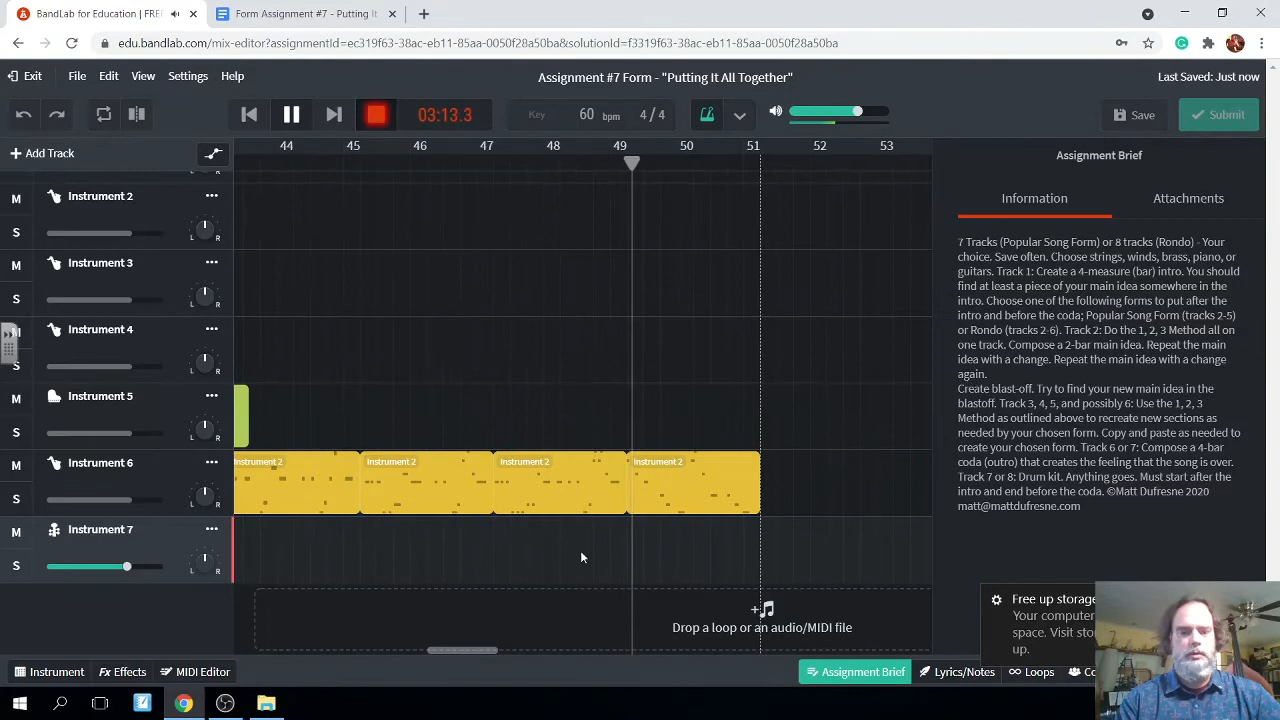 BandLab for Education | F
Form Assignment #7 - "Putting It
edu.bandlab.com/mix-editor?assignmentId=ec319f63-38ac-eb11-85aa-0050f28a50ba&solutionId=f3319f63-38ac-eb11-85aa-0050f28a50ba
Exit File Edit View Settings Help
Assignment #7 Form - "Putting It All Together"
Last Saved: Just now
03:13.3
Key 60 bpm 4 / 4
Save
Submit
Add Track
44 45 46 47 48 49 50 51 52 53
M Instrument 2
S L R
M Instrument 3
S L R
Instrument 4
S L R
M Instrument 5
S L R
M Instrument 6
S L R
M Instrument 7
S L R
Instrument 2 Instrument 2 Instrument 2 Instrument 2
Drop a loop or an audio/MIDI file
Assignment Brief
Information Attachments
7 Tracks (Popular Song Form) or 8 tracks (Rondo) - Your
choice. Save often. Choose strings, winds, brass, piano, or
guitars. Track 1: Create a 4-measure (bar) intro. You should
find at least a piece of your main idea somewhere in the
intro. Choose one of the following forms to put after the
intro and before the coda; Popular Song Form (tracks 2-5)
or Rondo (tracks 2-6). Track 2: Do the 1, 2, 3 Method all on
one track. Compose a 2-bar main idea. Repeat the main
idea with a change. Repeat the main idea with a change
again.
Create blast-off. Try to find your new main idea in the
blastoff. Track 3, 4, 5, and possibly 6: Use the 1, 2, 3
Method as outlined above to recreate new sections as
needed by your chosen form. Copy and paste as needed to
create your chosen form. Track 6 or 7: Compose a 4-bar
coda (outro) that creates the feeling that the song is over.
Track 7 or 8: Drum kit. Anything goes. Must start after the
intro and end before the coda. ©Matt Dufresne 2020
matt@mattdufresne.com
Free up storage
Your computer
space. Visit sto
up.
Instrument Effects MIDI Editor
Assignment Brief Lyrics/Notes Loops Co